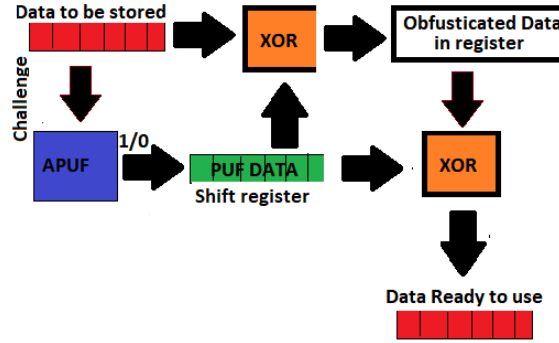 Data to be stored
XOR
Obfusticated Data
in register
Challenge
APUF
1/0
PUF DATA
Shift register
XOR
Data Ready to use